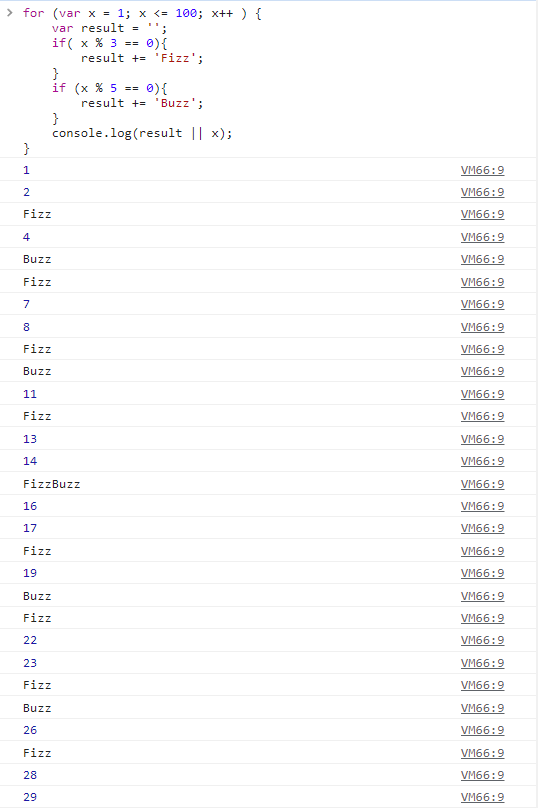 > for (var x = 1; x <= 100; x++ ) {
var result = '';
if( x % 3 == 0){
result += 'Fizz';
}
if (x % 5 == 0){
result += 'Buzz';
}
console.log(result || x);
}
1 VM66:9
2 VM66:9
Fizz VM66:9
4 VM66:9
Buzz VM66:9
Fizz VM66:9
7 VM66:9
8 VM66:9
Fizz VM66:9
Buzz VM66:9
11 VM66:9
Fizz VM66:9
13 VM66:9
14 VM66:9
FizzBuzz VM66:9
16 VM66:9
17 VM66:9
Fizz VM66:9
19 VM66:9
Buzz VM66:9
Fizz VM66:9
22 VM66:9
23 VM66:9
Fizz VM66:9
Buzz VM66:9
26 VM66:9
Fizz VM66:9
28 VM66:9
29 VM66:9